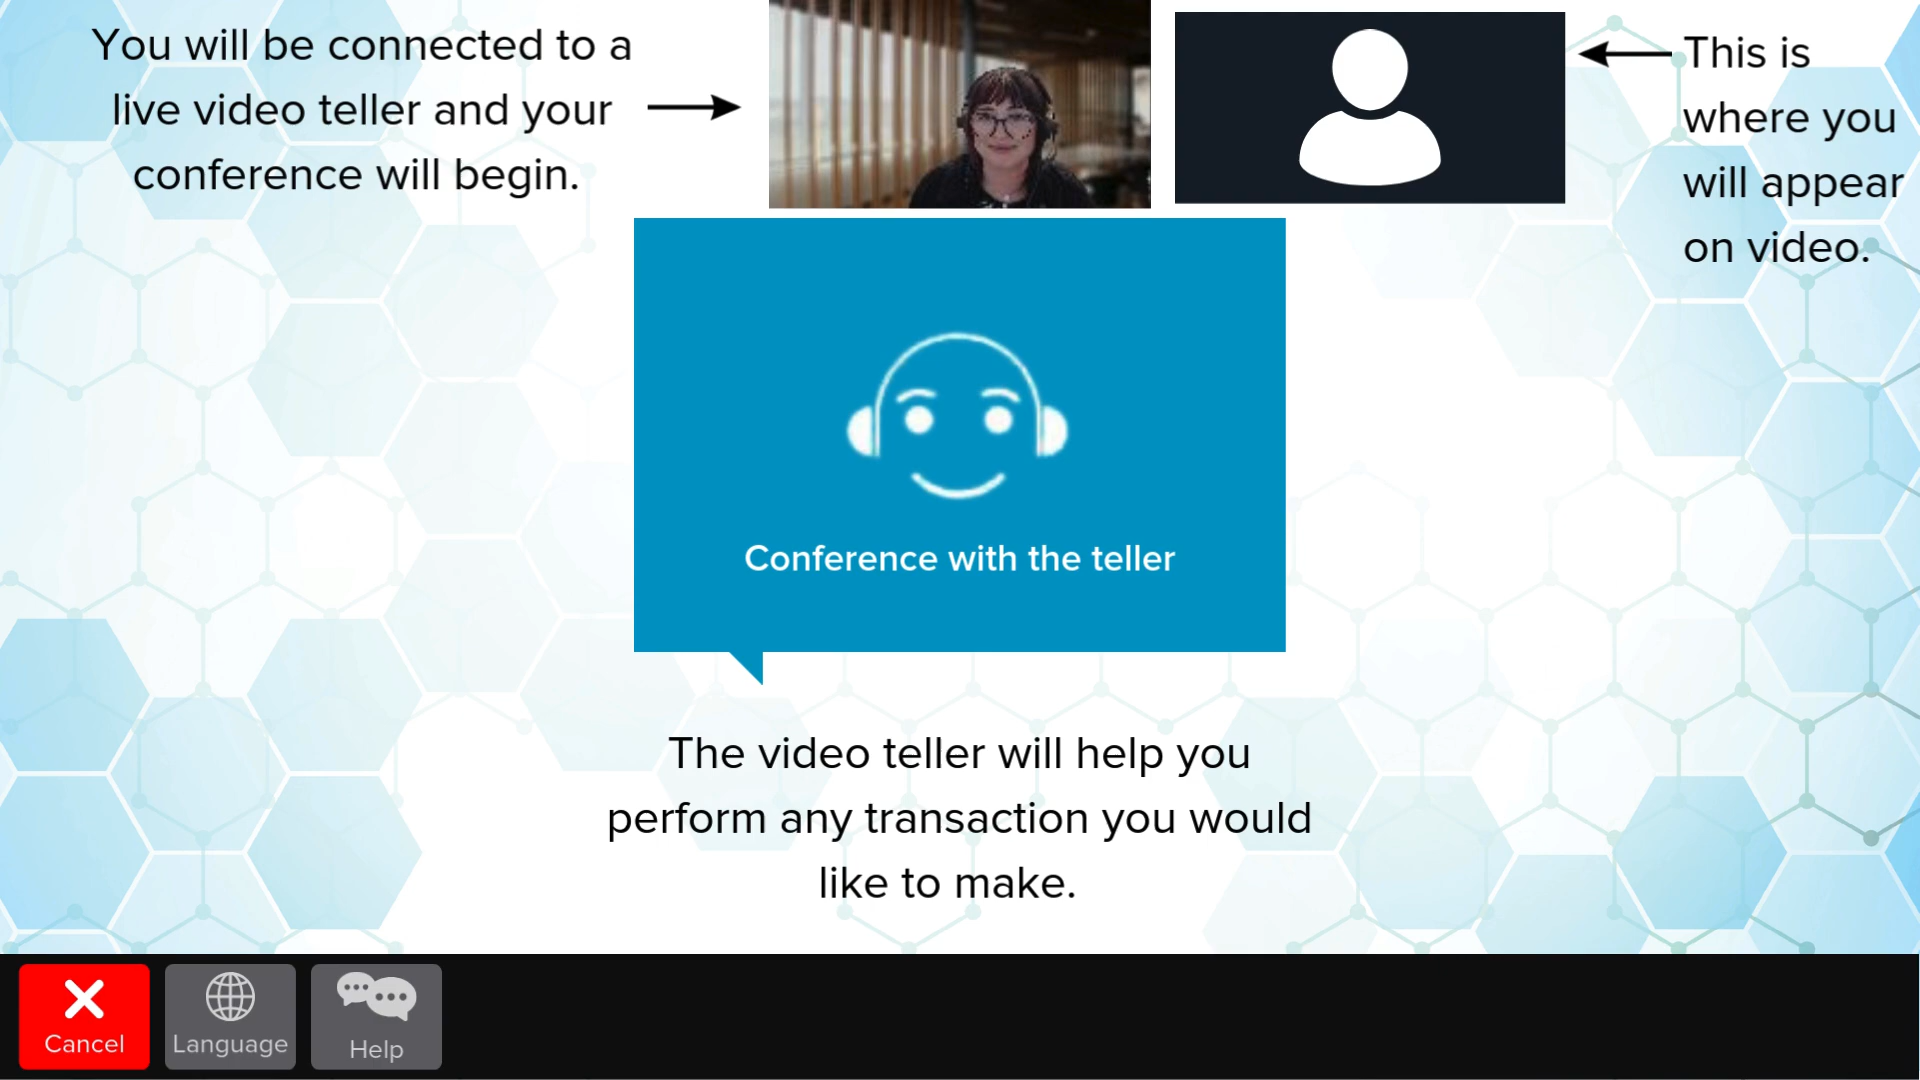 You will be connected to a
live video teller and your
conference will begin.
This is
where you
will appear
on video.
Conference with the teller
The video teller will help you
perform any transaction you would
like to make.
Cancel
Language
Help